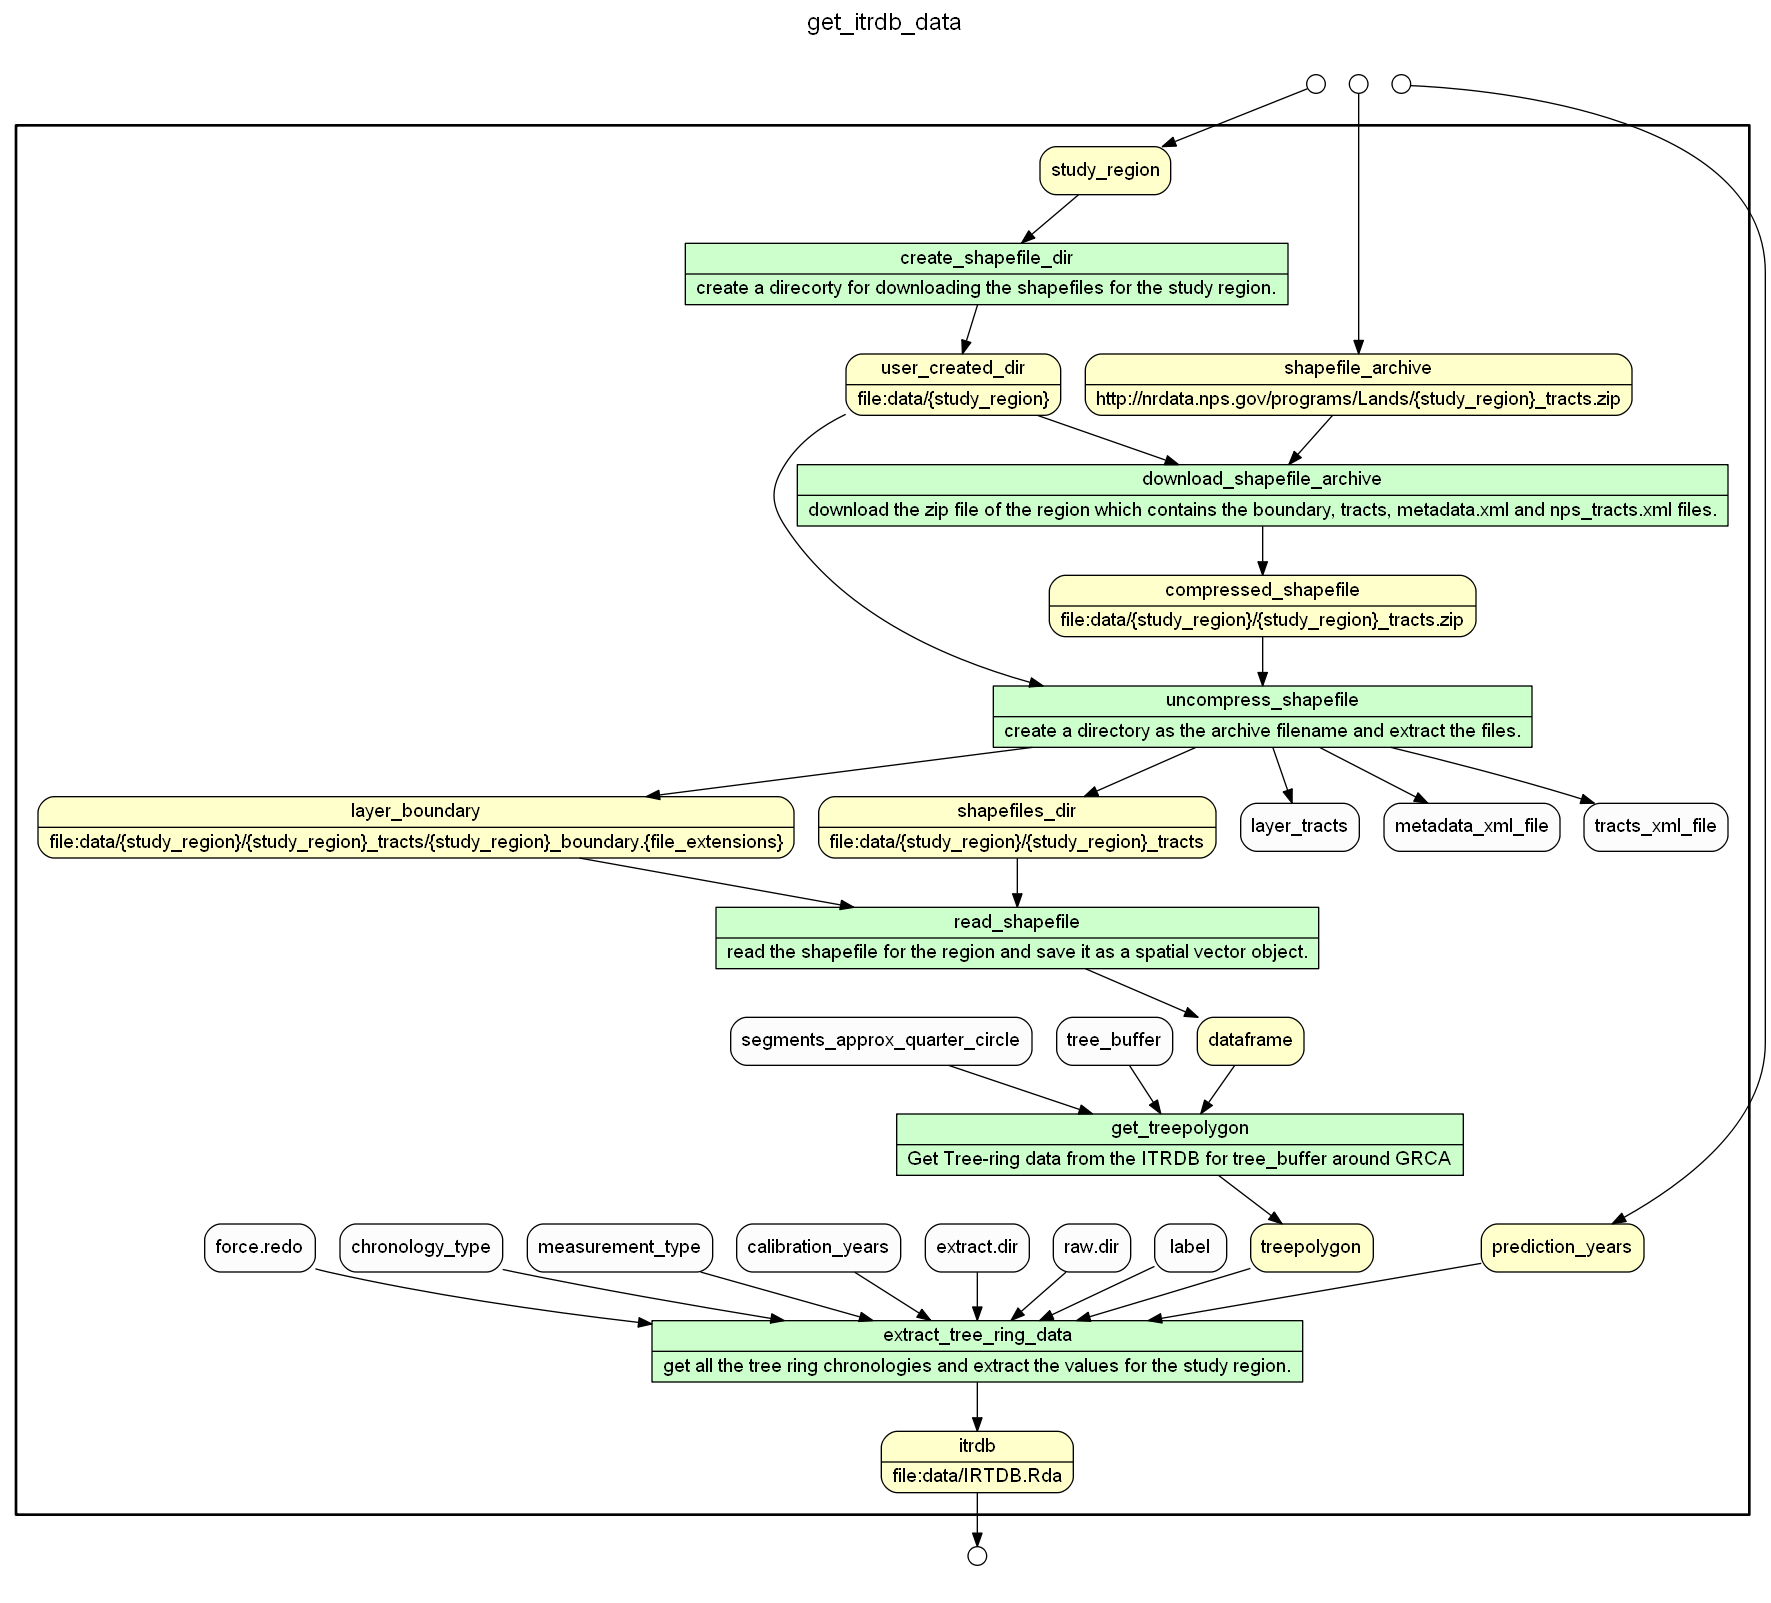 get_itrdb_data
study_region
create_shapefile_dir
create a direcorty for downloading the shapefiles for the study region.
user_created_dir
file:data/{study_region}
shapefile_archive
http://nrdata.nps.gov/programs/Lands/{study_region}_tracts.zip
download_shapefile_archive
download the zip file of the region which contains the boundary, tracts, metadata.xml and nps_tracts.xml files.
compressed_shapefile
file:data/{study_region}/{study_region}_tracts.zip
uncompress_shapefile
create a directory as the archive filename and extract the files.
layer_boundary
file:data/{study_region}/{study_region}_tracts/{study_region}_boundary.{file_extensions}
shapefiles_dir
file:data/{study_region}/{study_region}_tracts
layer_tracts
metadata_xml_file
tracts_xml_file
read_shapefile
read the shapefile for the region and save it as a spatial vector object.
segments_approx_quarter_circle
tree_buffer
dataframe
get_treepolygon
Get Tree-ring data from the ITRDB for tree_buffer around GRCA
force.redo
chronology_type
measurement_type
calibration_years
extract.dir
raw.dir
label
treepolygon
prediction_years
extract_tree_ring_data
get all the tree ring chronologies and extract the values for the study region.
itrdb
file:data/IRTDB.Rda